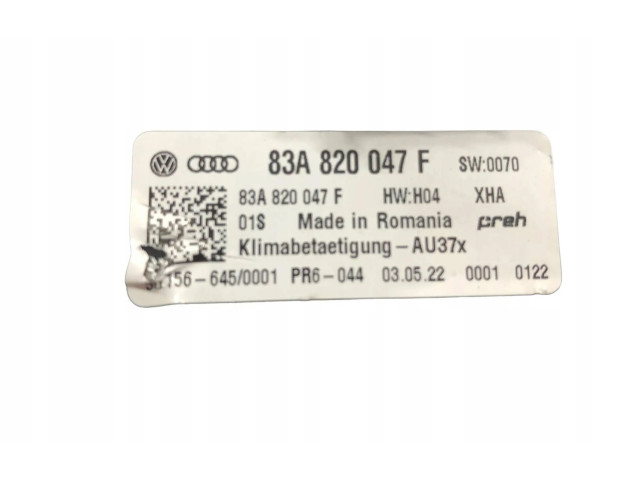 83A 820 047 F SW:0070
83A 820 047 F HW:H04 XHA
01S Made in Romania preh
Klimabetaetigung-AU37x
156-645/0001 PR6-044 03.05.22 0001 0122